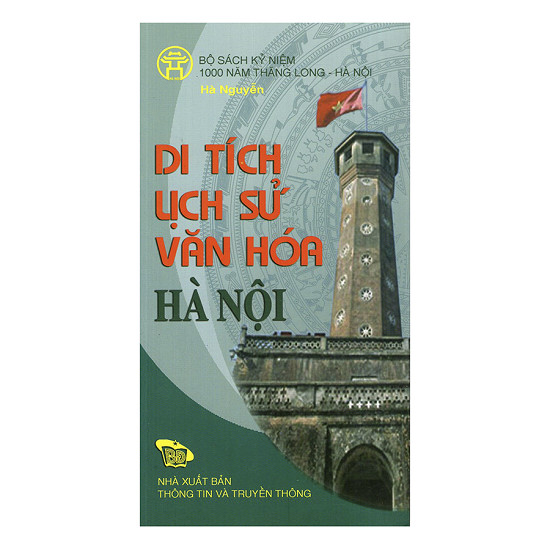 BỘ SÁCH KỶ NIỆM
1000 NĂM THĂNG LONG - HÀ NỘI
Hà Nguyễn
DI TÍCH
LỊCH SỬ
VĂN HÓA
HÀ NỘI
NHÀ XUẤT BẢN
THÔNG TIN VÀ TRUYỀN THÔNG